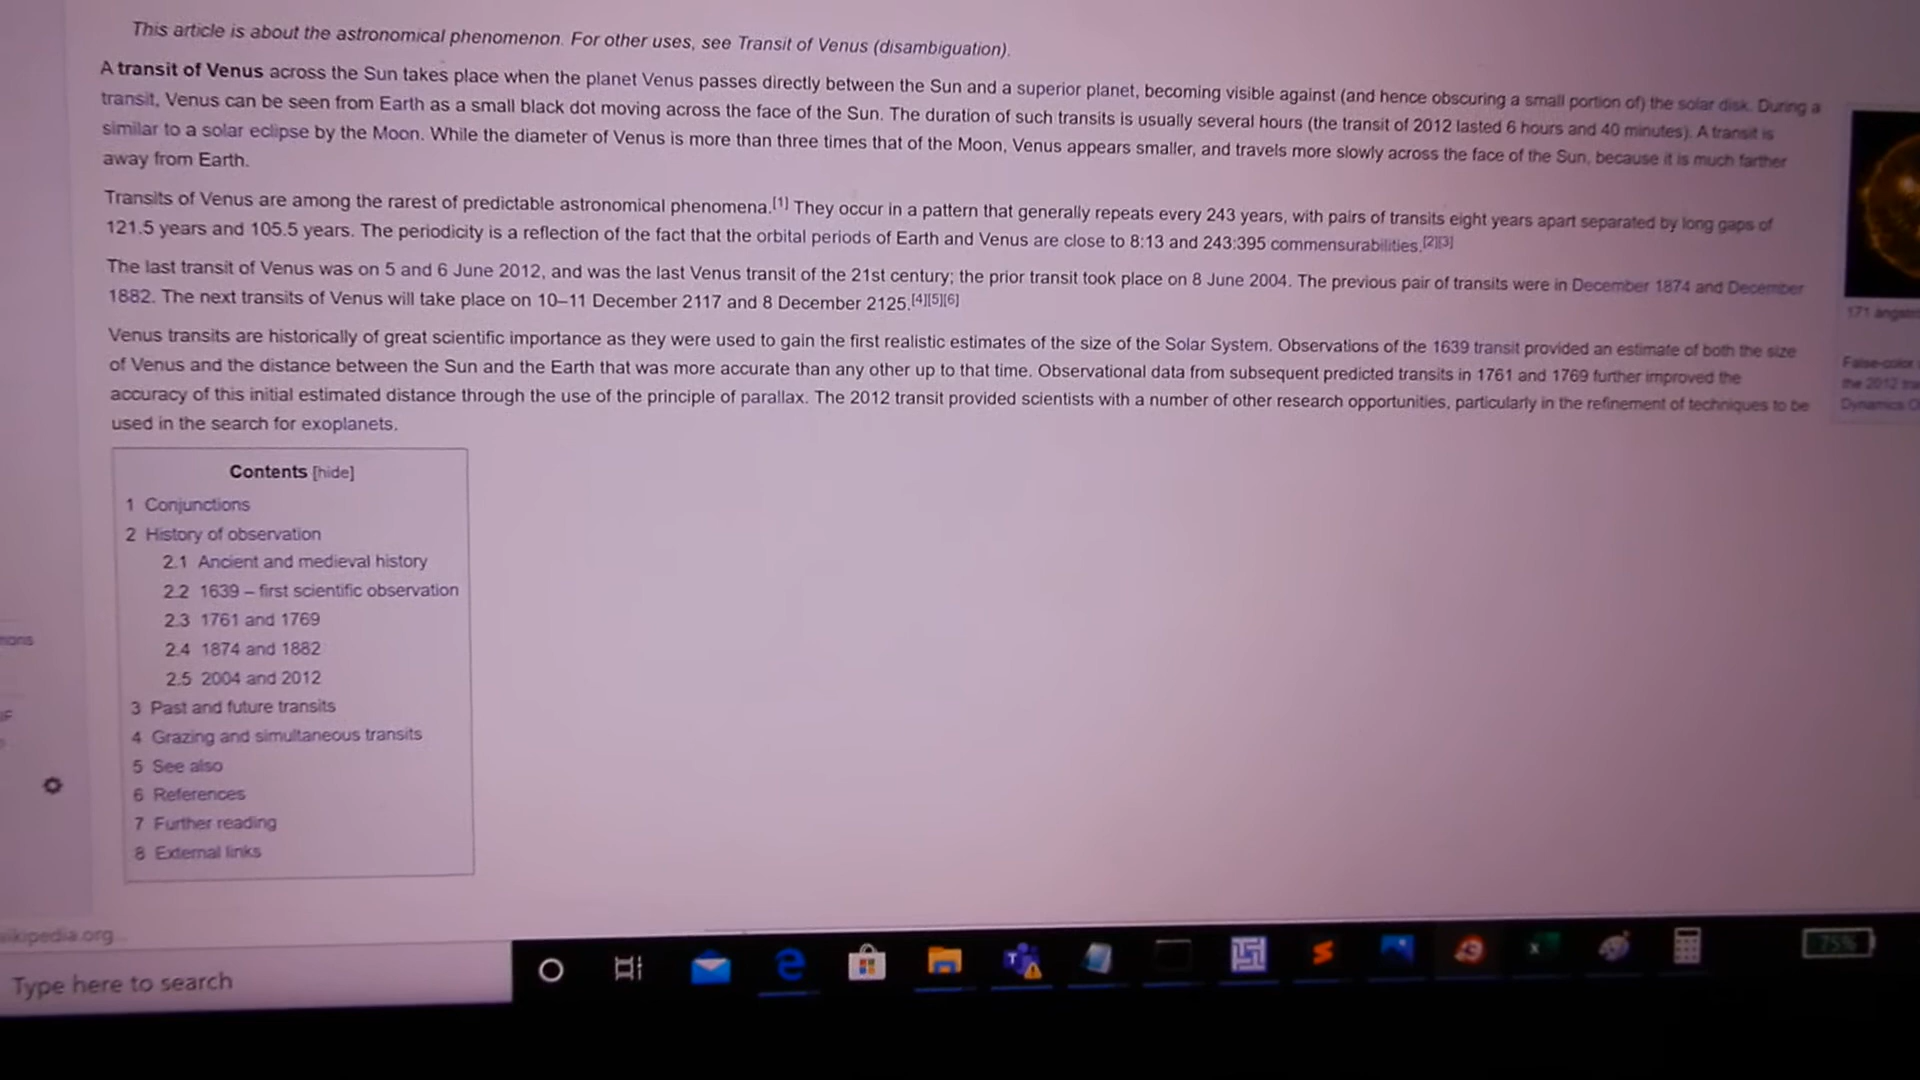 This article is about the astronomical phenomenon. For other uses, see Transit of Venus (disambiguation).
A transit of Venus across the Sun takes place when the planet Venus passes directly between the Sun and a superior planet, becoming visible against (and hence obscuring a small portion of) the solar disk. During a
transit, Venus can be seen from Earth as a small black dot moving across the face of the Sun. The duration of such transits is usually several hours (the transit of 2012 lasted 6 hours and 40 minutes). A transit is
similar to a solar eclipse by the Moon. While the diameter of Venus is more than three times that of the Moon, Venus appears smaller, and travels more slowly across the face of the Sun, because it is much farther
away from Earth.
Transits of Venus are among the rarest of predictable astronomical phenomena.[1] They occur in a pattern that generally repeats every 243 years, with pairs of transits eight years apart separated by long gaps of
121.5 years and 105.5 years. The periodicity is a reflection of the fact that the orbital periods of Earth and Venus are close to 8:13 and 243:395 commensurabilities.[2][3]
The last transit of Venus was on 5 and 6 June 2012, and was the last Venus transit of the 21st century; the prior transit took place on 8 June 2004. The previous pair of transits were in December 1874 and December
1882. The next transits of Venus will take place on 10–11 December 2117 and 8 December 2125.[4][5][6]
Venus transits are historically of great scientific importance as they were used to gain the first realistic estimates of the size of the Solar System. Observations of the 1639 transit provided an estimate of both the size
of Venus and the distance between the Sun and the Earth that was more accurate than any other up to that time. Observational data from subsequent predicted transits in 1761 and 1769 further improved the
accuracy of this initial estimated distance through the use of the principle of parallax. The 2012 transit provided scientists with a number of other research opportunities, particularly in the refinement of techniques to be
used in the search for exoplanets.
171
False-color
the 2012
Dynamics
Contents [hide]
1 Conjunctions
2 History of observation
2.1 Ancient and medieval history
2.2 1639 – first scientific observation
2.3 1761 and 1769
2.4 1874 and 1882
2.5 2004 and 2012
3 Past and future transits
4 Grazing and simultaneous transits
5 See also
6 References
7 Further reading
8 External links
ikipedia.org
Type here to search
75%